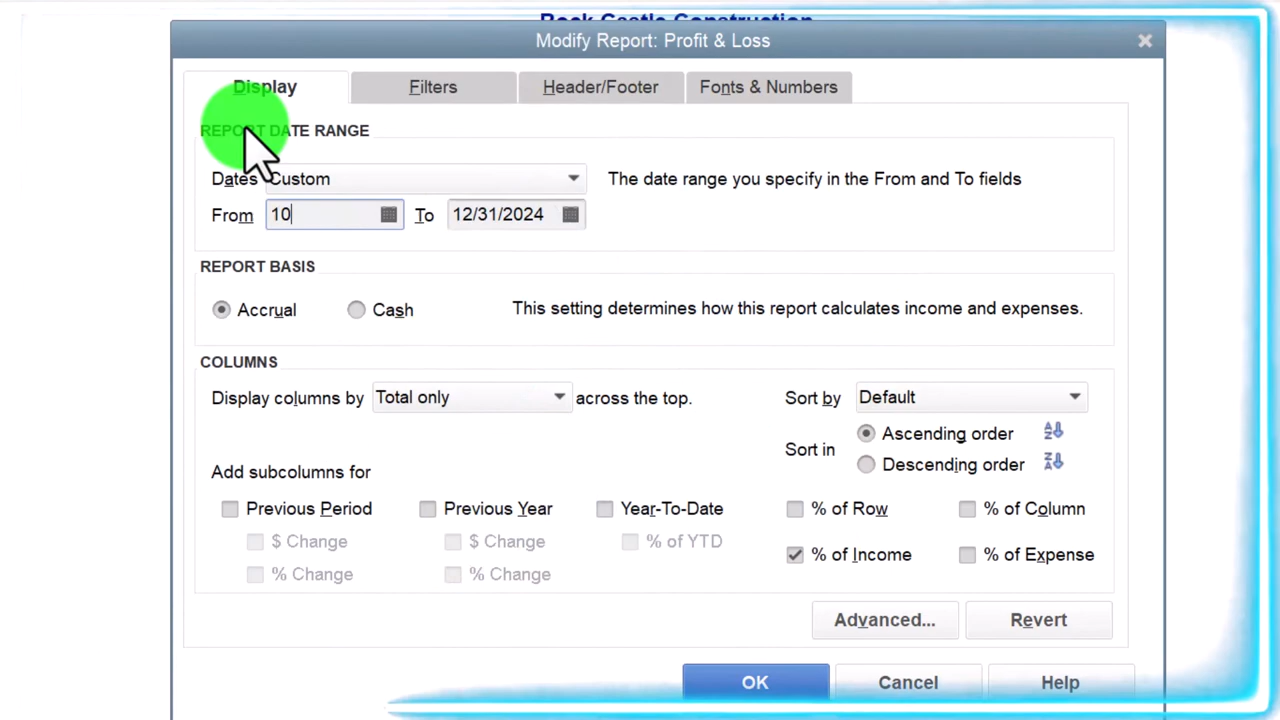 Rock Castle Construction
Modify Report: Profit & Loss
Display Filters Header/Footer Fonts & Numbers
REPORT DATE RANGE
Dates Custom The date range you specify in the From and To fields
From 10 To 12/31/2024
REPORT BASIS
Accrual Cash This setting determines how this report calculates income and expenses.
COLUMNS
Display columns by Total only across the top. Sort by Default
Sort in Ascending order
Descending order
Add subcolumns for
Previous Period Previous Year Year-To-Date % of Row % of Column
$ Change $ Change % of YTD
% of Income % of Expense
% Change % Change
Advanced... Revert
OK Cancel Help